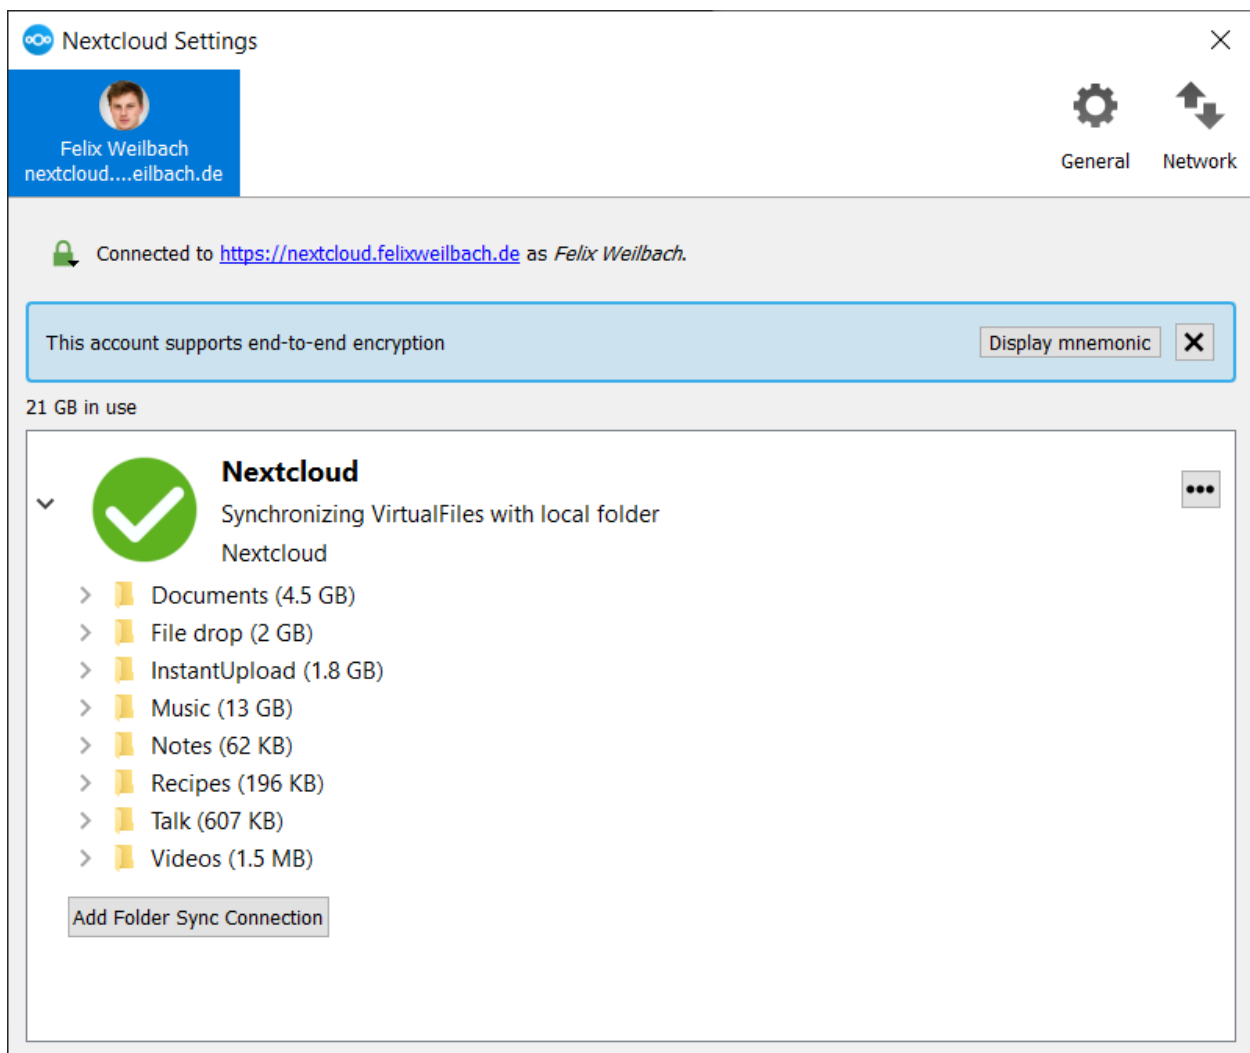 Nextcloud Settings
Felix Weilbach
nextcloud....eilbach.de
General
Network
Connected to https://nextcloud.felixweilbach.de as Felix Weilbach.
This account supports end-to-end encryption
Display mnemonic
21 GB in use
Nextcloud
Synchronizing VirtualFiles with local folder
Nextcloud
Documents (4.5 GB)
File drop (2 GB)
InstantUpload (1.8 GB)
Music (13 GB)
Notes (62 KB)
Recipes (196 KB)
Talk (607 KB)
Videos (1.5 MB)
Add Folder Sync Connection